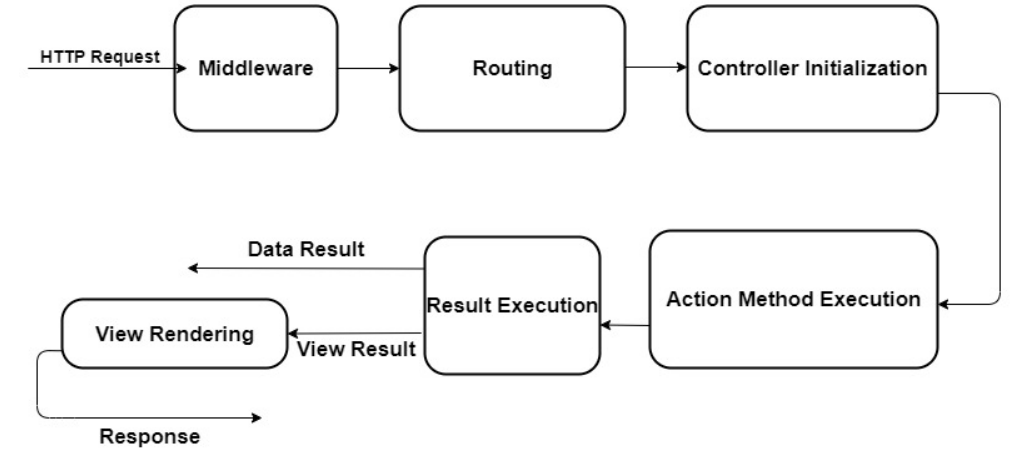 HTTP Request
Middleware
Routing
Controller Initialization
Data Result
Result Execution
Action Method Execution
View Rendering
View Result
Response